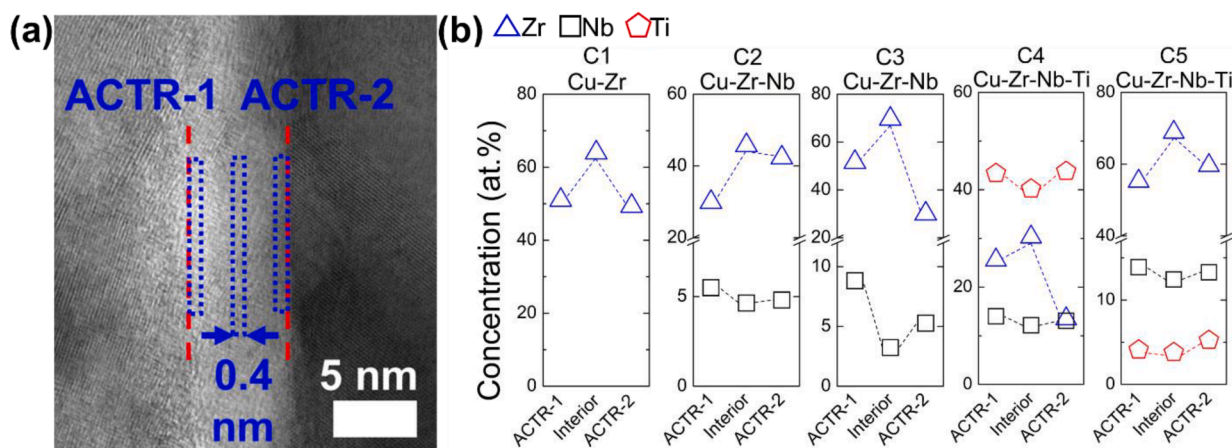 (a)
ACTR-1 ACTR-2
0.4
nm
5 nm
(b)
Zr Nb Ti
C1
Cu-Zr
C2
Cu-Zr-Nb
C3
Cu-Zr-Nb
C4
Cu-Zr-Nb-Ti
C5
Cu-Zr-Nb-Ti
Concentration (at.%)
80
60
40
20
0
60
40
20
5
0
80
70
60
50
40
30
20
10
5
0
60
40
20
0
80
60
40
10
0
ACTR-1
Interior
ACTR-2
ACTR-1
Interior
ACTR-2
ACTR-1
Interior
ACTR-2
ACTR-1
Interior
ACTR-2
ACTR-1
Interior
ACTR-2